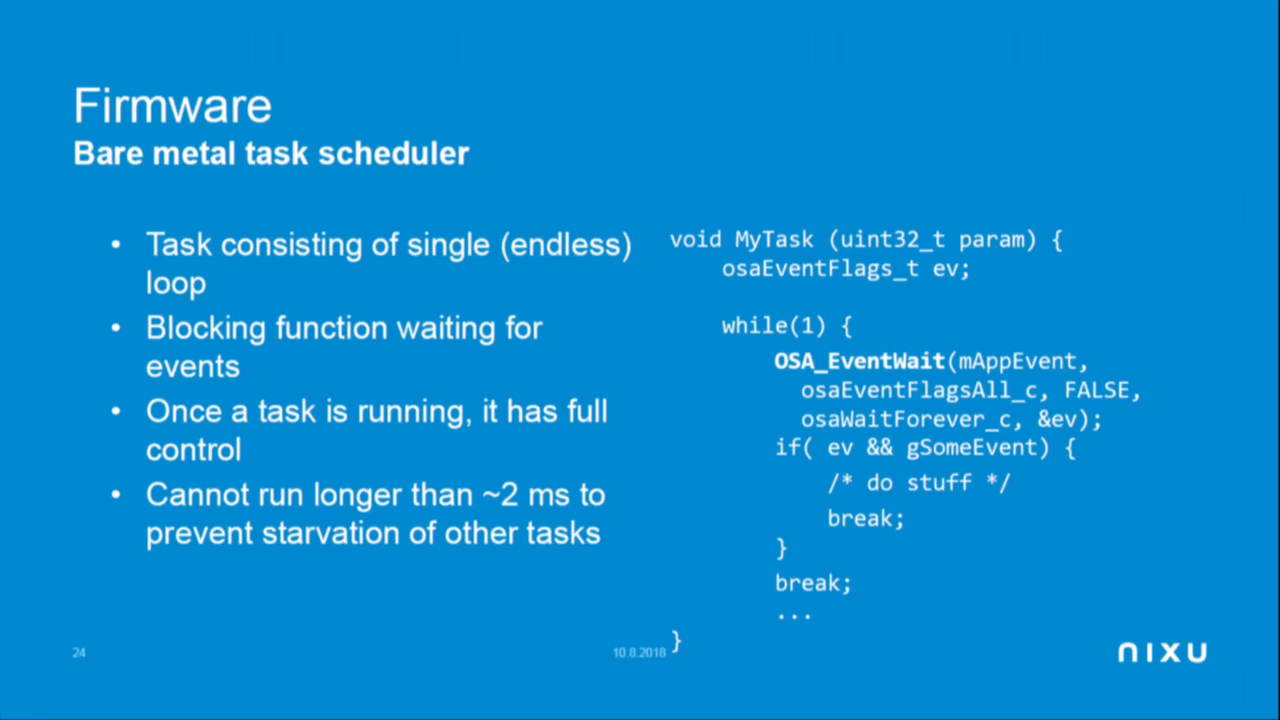 Firmware
Bare metal task scheduler
• Task consisting of single (endless)
loop
• Blocking function waiting for
events
• Once a task is running, it has full
control
• Cannot run longer than ~2 ms to
prevent starvation of other tasks
void MyTask (uint32_t param) {
osaEventFlags_t ev;
while(1) {
OSA_EventWait(mAppEvent,
osaEventFlagsAll_c, FALSE,
osaWaitForever_c, &ev);
if( ev && gSomeEvent) {
/* do stuff */
break;
}
break;
...
}
24
10.8.2018
NIXU